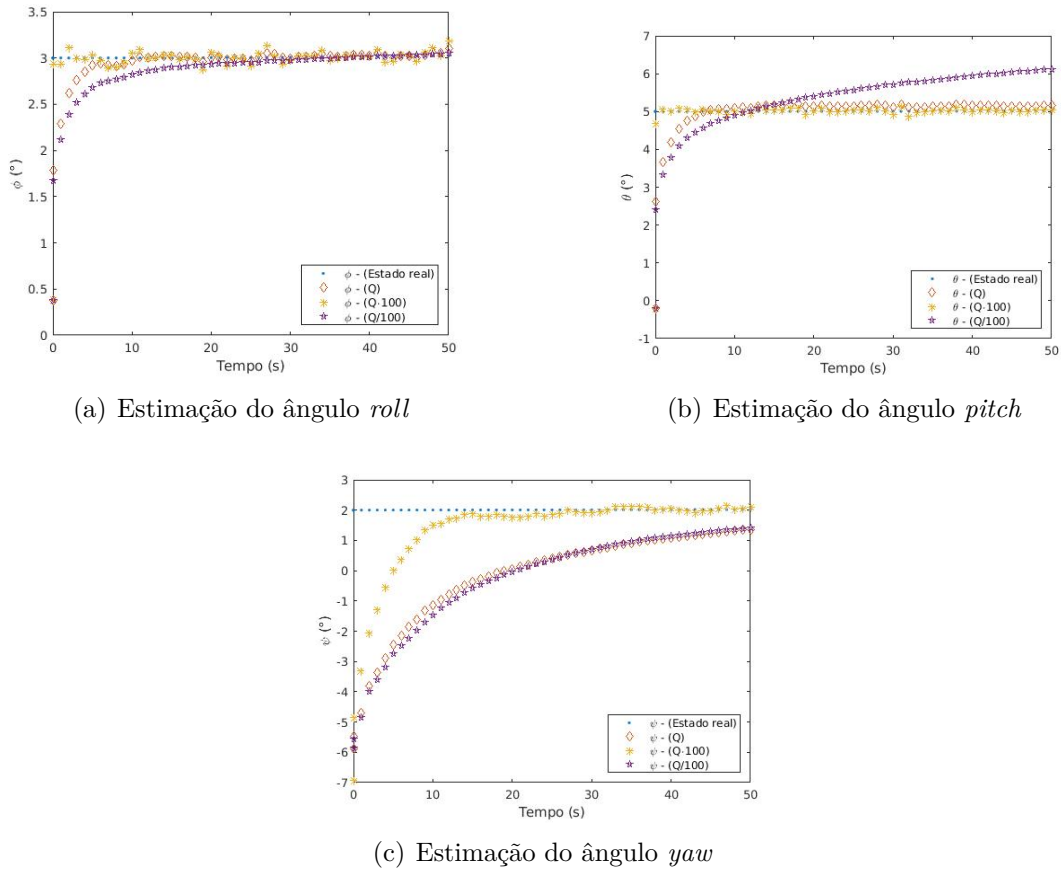 3.5
3
2.5
2
1.5
1
0.5
0
ϕ (°)
0 10 20 30 40 50
Tempo (s)
ϕ - (Estado real)
ϕ - (Q)
ϕ - (Q·100)
ϕ - (Q/100)
(a) Estimação do ângulo roll
7
6
5
4
3
2
1
0
-1
θ (°)
0 10 20 30 40 50
Tempo (s)
θ - (Estado real)
θ - (Q)
θ - (Q·100)
θ - (Q/100)
(b) Estimação do ângulo pitch
3
2
1
0
-1
-2
-3
-4
-5
-6
-7
ψ (°)
0 10 20 30 40 50
Tempo (s)
ψ - (Estado real)
ψ - (Q)
ψ - (Q·100)
ψ - (Q/100)
(c) Estimação do ângulo yaw